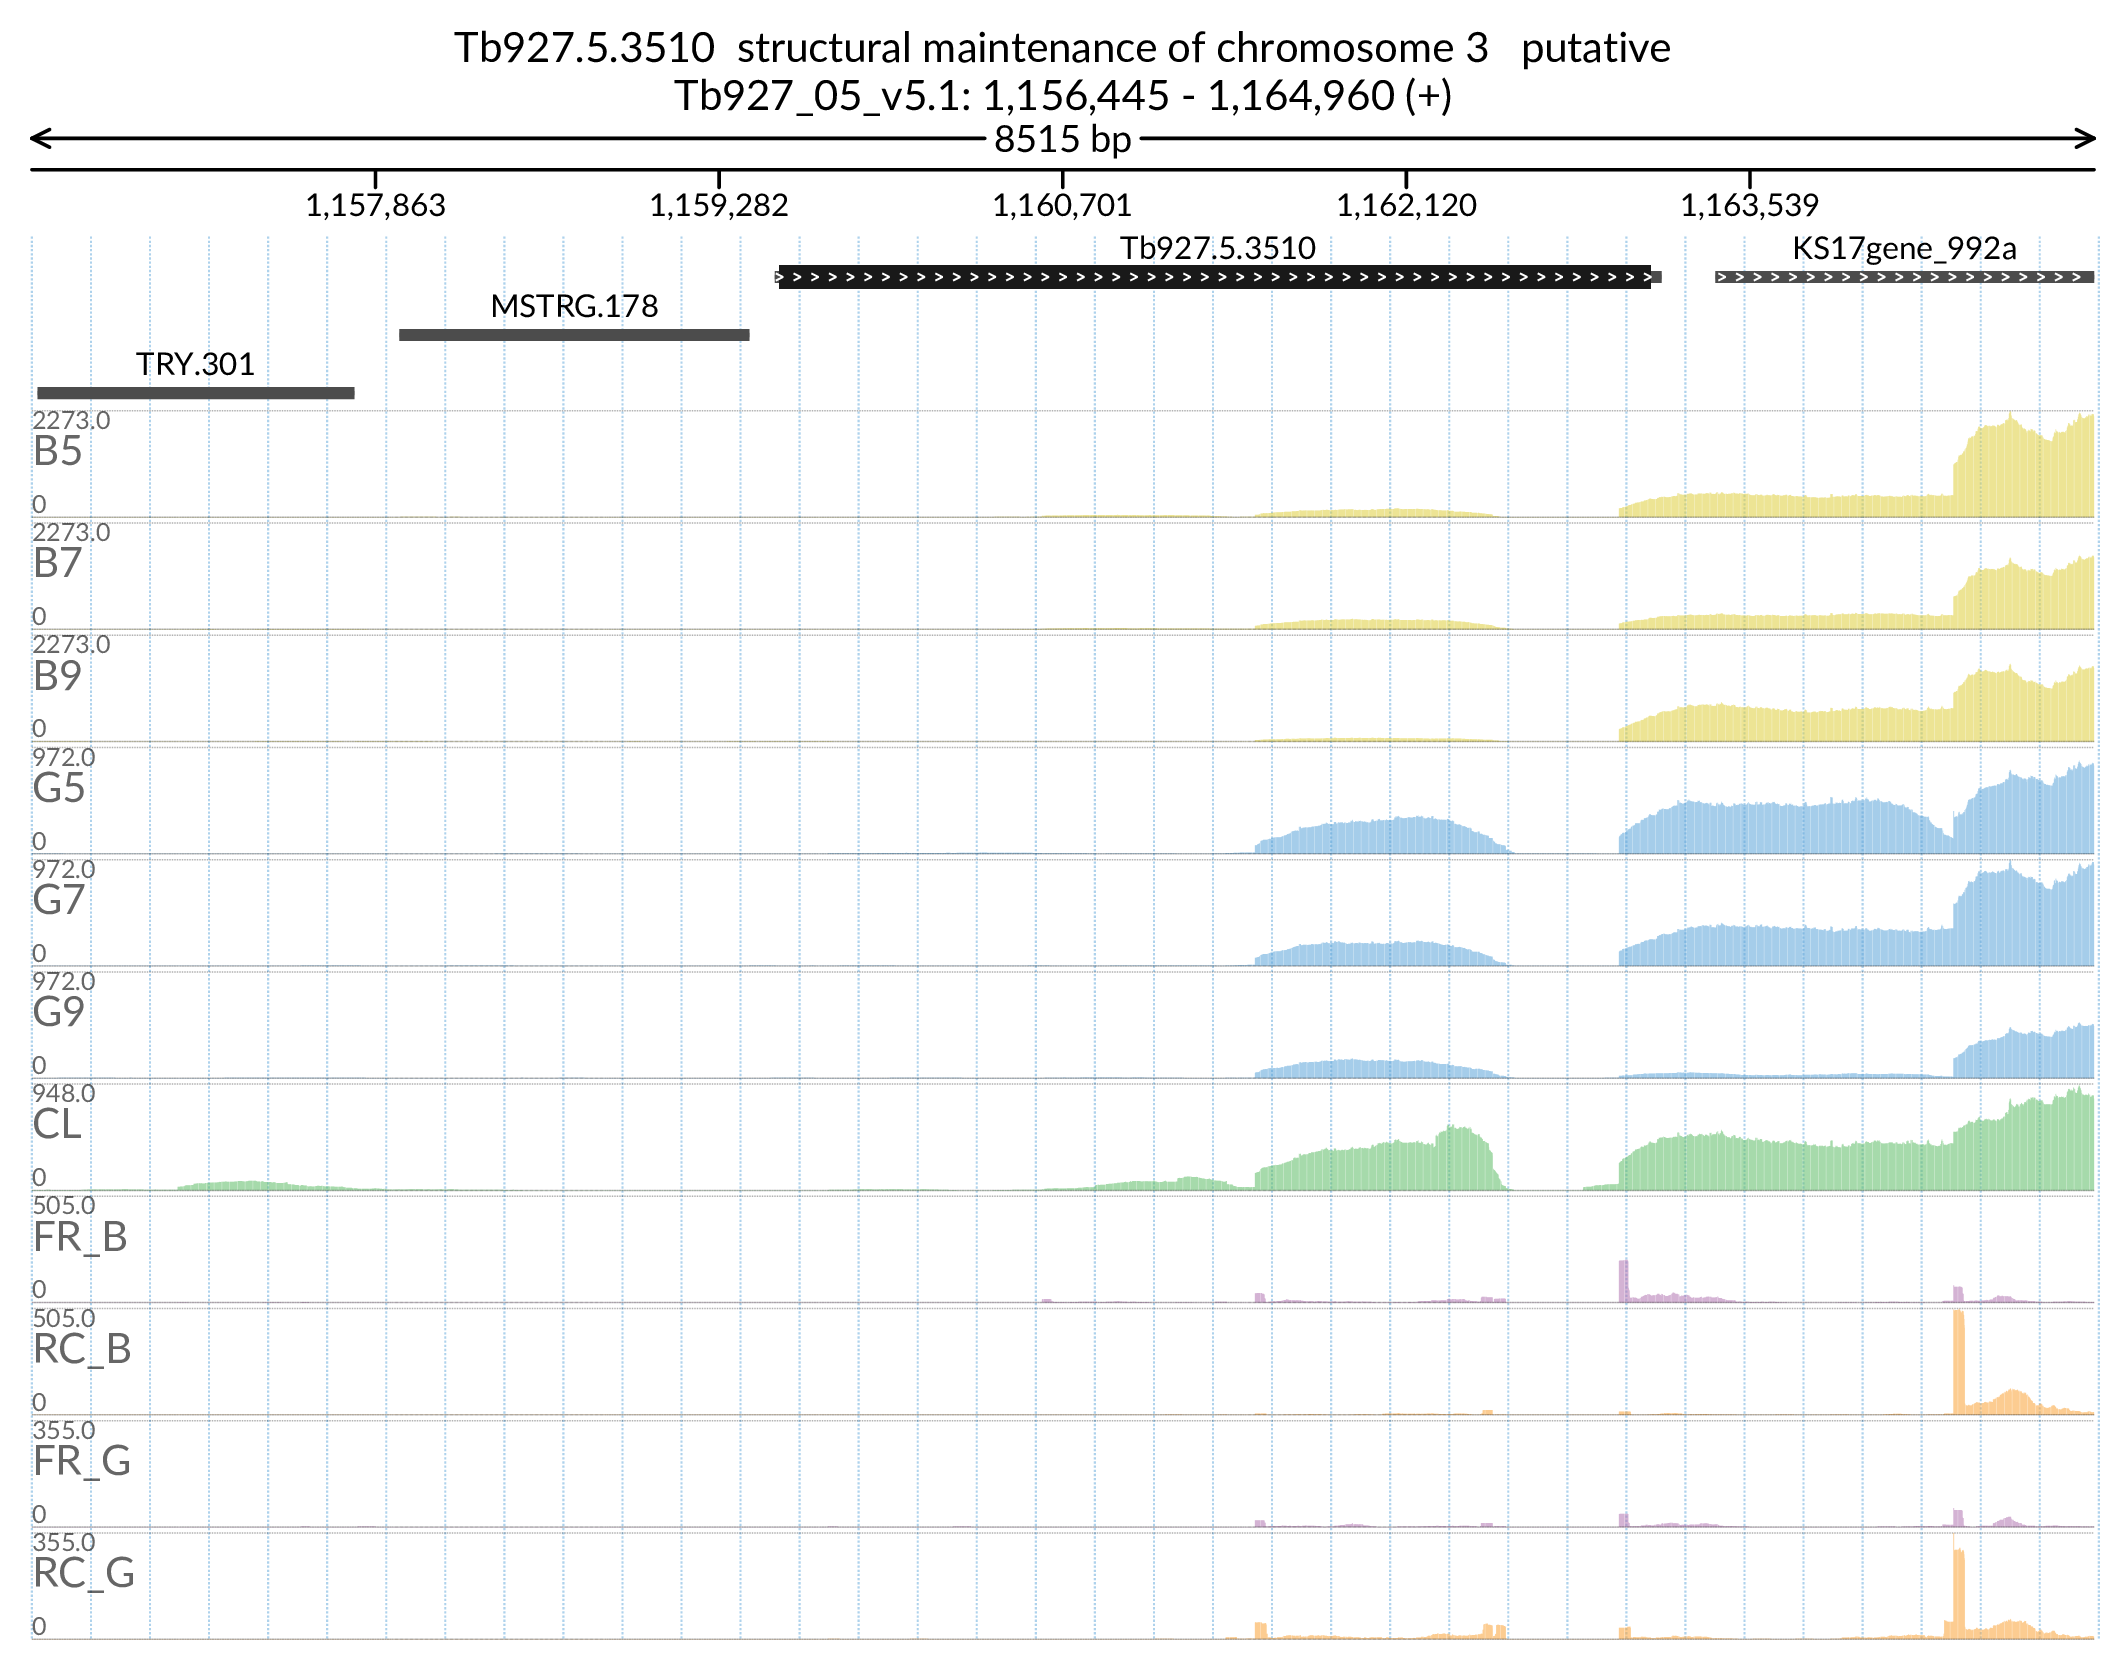 Tb927.5.3510  structural maintenance of chromosome 3   putative
Tb927_05_v5.1: 1,156,445 - 1,164,960 (+)
8515 bp
1,157,863 1,159,282 1,160,701 1,162,120 1,163,539
Tb927.5.3510 KS17gene_992a
MSTRG.178
TRY.301
2273.0
B5
0
2273.0
B7
0
2273.0
B9
0
972.0
G5
0
972.0
G7
0
972.0
G9
0
948.0
CL
0
505.0
FR_B
0
505.0
RC_B
0
355.0
FR_G
0
355.0
RC_G
0